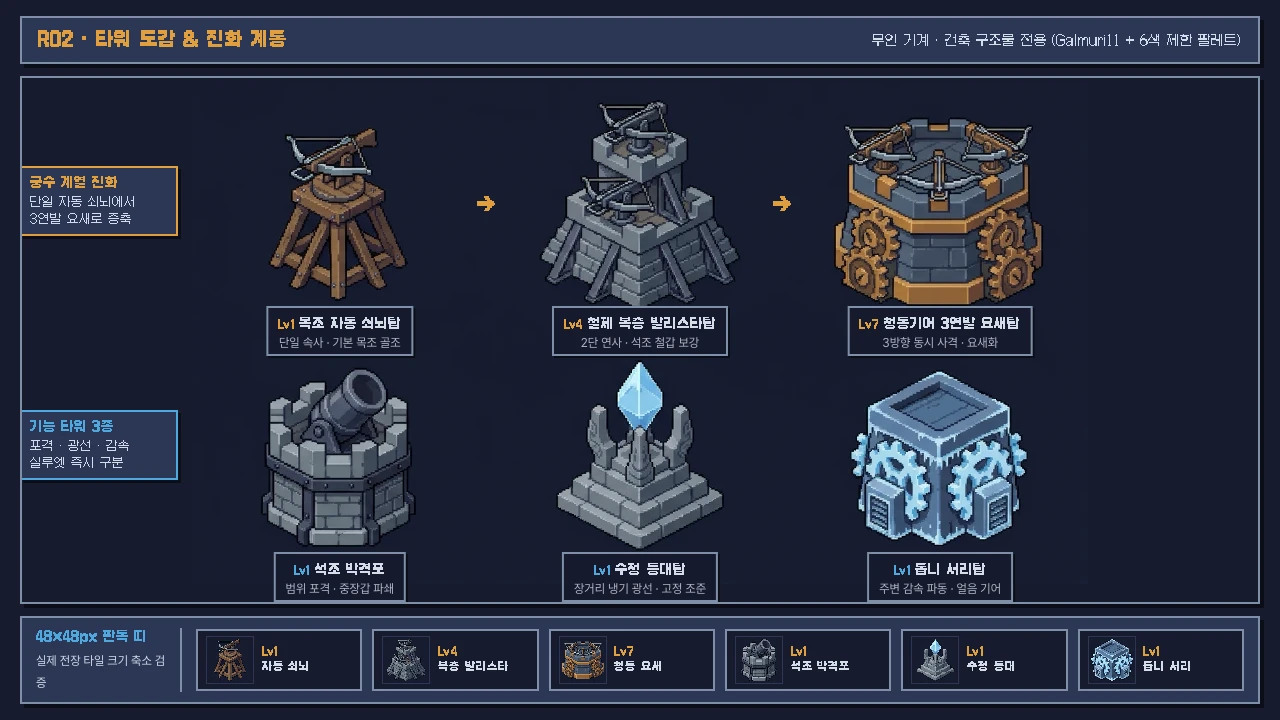 R02 · 타워 도감 & 진화 계통
무인 기계 · 건축 구조물 전용 (Galmuri11 + 6색 제한 팔레트)
궁수 계열 진화
단일 자동 쇠뇌에서
3연발 요새로 증축
Lv1 목조 자동 쇠뇌탑
단일 속사 · 기본 목조 골조
Lv4 철제 복층 발리스타탑
2단 연사 · 석조 철갑 보강
Lv7 청동기어 3연발 요새탑
3방향 동시 사격 · 요새화
기능 타워 3종
포격 · 광선 · 감속
실루엣 즉시 구분
Lv1 석조 박격포
범위 포격 · 중장갑 파쇄
Lv1 수정 등대탑
장거리 냉기 광선 · 고정 조준
Lv1 톱니 서리탑
주변 감속 파동 · 얼음 기어
48×48px 판독 띠
실제 전장 타일 크기 축소 검
증
Lv1
자동 쇠뇌
Lv4
복층 발리스타
Lv7
청동 요새
Lv1
석조 박격포
Lv1
수정 등대
Lv1
톱니 서리